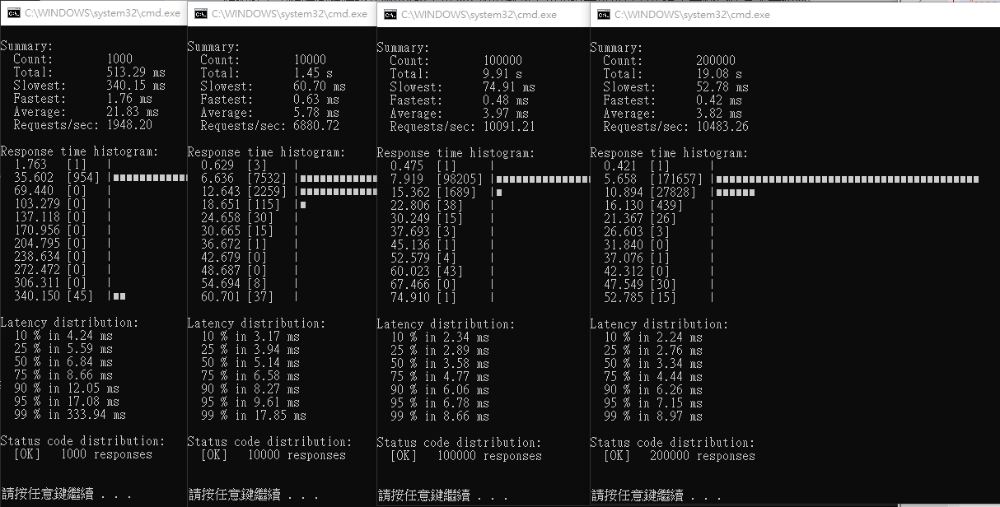 C:\WINDOWS\system32\cmd.exe
Summary:
Count: 1000
Total: 513.29 ms
Slowest: 340.15 ms
Fastest: 1.76 ms
Average: 21.83 ms
Requests/sec: 1948.20
Response time histogram:
1.763 [1] |
35.602 [954] |■■■■■■■■■■■■
69.440 [0] |
103.279 [0] |
137.118 [0] |
170.956 [0] |
204.795 [0] |
238.634 [0] |
272.472 [0] |
306.311 [0] |
340.150 [45] |■■
Latency distribution:
10 % in 4.24 ms
25 % in 5.59 ms
50 % in 6.84 ms
75 % in 8.66 ms
90 % in 12.05 ms
95 % in 17.08 ms
99 % in 333.94 ms
Status code distribution:
[OK] 1000 responses
請按任意鍵繼續 . . .
C:\WINDOWS\system32\cmd.exe
Summary:
Count: 10000
Total: 1.45 s
Slowest: 60.70 ms
Fastest: 0.63 ms
Average: 5.78 ms
Requests/sec: 6880.72
Response time histogram:
0.629 [3] |
6.636 [7532] |■■■■■■■■■■■■
12.643 [2259] |■■■■■■■■■■■■
18.651 [115] |■
24.658 [30] |
30.665 [15] |
36.672 [1] |
42.679 [0] |
48.687 [0] |
54.694 [8] |
60.701 [37] |
Latency distribution:
10 % in 3.17 ms
25 % in 3.94 ms
50 % in 5.14 ms
75 % in 6.58 ms
90 % in 8.27 ms
95 % in 9.61 ms
99 % in 17.85 ms
Status code distribution:
[OK] 10000 responses
請按任意鍵繼續 . . .
C:\WINDOWS\system32\cmd.exe
Summary:
Count: 100000
Total: 9.91 s
Slowest: 74.91 ms
Fastest: 0.48 ms
Average: 3.97 ms
Requests/sec: 10091.21
Response time histogram:
0.475 [1] |
7.919 [98205] |■■■■■■■■■■■■■■■
15.362 [1689] |■
22.806 [38] |
30.249 [15] |
37.693 [3] |
45.136 [1] |
52.579 [4] |
60.023 [43] |
67.466 [0] |
74.910 [1] |
Latency distribution:
10 % in 2.34 ms
25 % in 2.89 ms
50 % in 3.58 ms
75 % in 4.77 ms
90 % in 6.06 ms
95 % in 6.78 ms
99 % in 8.66 ms
Status code distribution:
[OK] 100000 responses
請按任意鍵繼續 . . .
C:\WINDOWS\system32\cmd.exe
Summary:
Count: 200000
Total: 19.08 s
Slowest: 52.78 ms
Fastest: 0.42 ms
Average: 3.82 ms
Requests/sec: 10483.26
Response time histogram:
0.421 [1] |
5.658 [171657] |■■■■■■■■■■■■■■■■■■■■■■■■■■■■■■■■■■■■■■■■
10.894 [27828] |■■■■■■
16.130 [439] |
21.367 [26] |
26.603 [3] |
31.840 [0] |
37.076 [1] |
42.312 [0] |
47.549 [30] |
52.785 [15] |
Latency distribution:
10 % in 2.24 ms
25 % in 2.76 ms
50 % in 3.34 ms
75 % in 4.44 ms
90 % in 6.26 ms
95 % in 7.15 ms
99 % in 8.97 ms
Status code distribution:
[OK] 200000 responses
請按任意鍵繼續 . . .